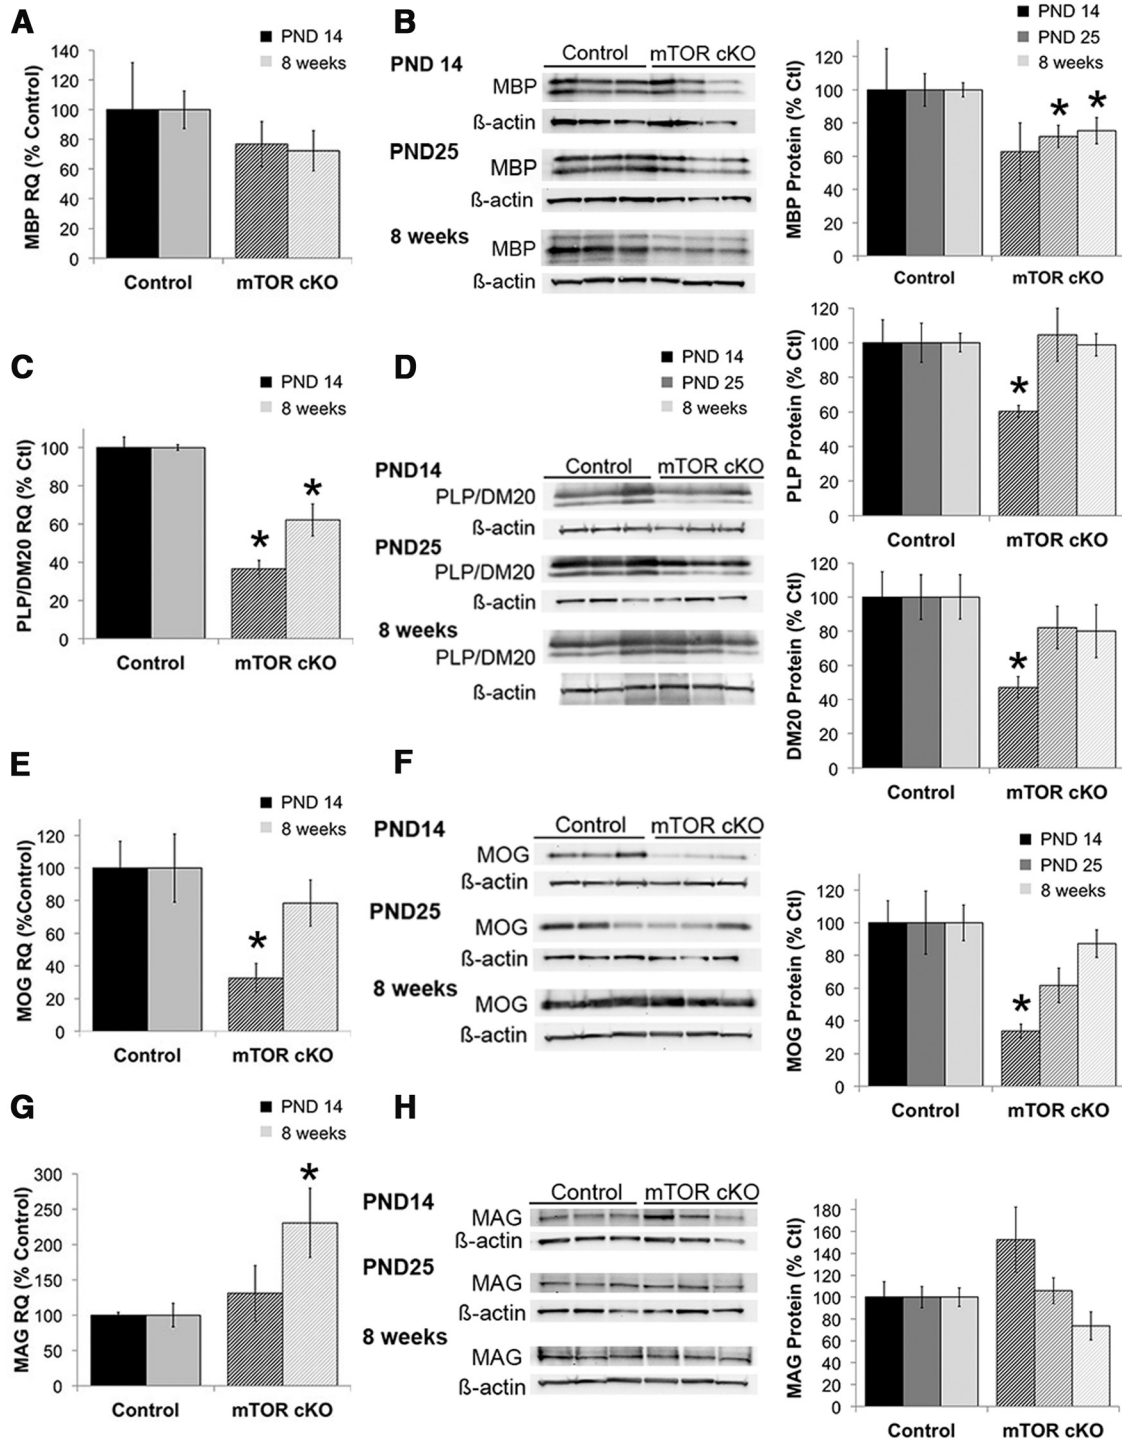 A
PND 14
8 weeks
MBP RQ (% Control)
140
120
100
80
60
40
20
0
Control
mTOR cKO
B
Control
mTOR cKO
PND 14
MBP
ß-actin
PND25
MBP
ß-actin
8 weeks
MBP
ß-actin
PND 14
PND 25
8 weeks
MBP Protein (% Ctl)
120
100
80
60
40
20
0
*
*
Control
mTOR cKO
C
PND 14
8 weeks
PLP/DM20 RQ (% Ctl)
100
80
60
40
20
0
*
*
Control
mTOR cKO
D
PND 14
PND 25
8 weeks
Control
mTOR cKO
PND14
PLP/DM20
ß-actin
PND25
PLP/DM20
ß-actin
8 weeks
PLP/DM20
ß-actin
PLP Protein (% Ctl)
120
100
80
60
40
20
0
*
Control
mTOR cKO
DM20 Protein (% Ctl)
120
100
80
60
40
20
0
*
Control
mTOR cKO
E
PND 14
8 weeks
MOG RQ (%Control)
120
100
80
60
40
20
0
*
Control
mTOR cKO
F
Control
mTOR cKO
PND14
MOG
ß-actin
PND25
MOG
ß-actin
8 weeks
MOG
ß-actin
PND 14
PND 25
8 weeks
MOG Protein (% Ctl)
120
100
80
60
40
20
0
*
Control
mTOR cKO
G
PND 14
8 weeks
MAG RQ (% Control)
300
250
200
150
100
50
0
*
Control
mTOR cKO
H
Control
mTOR cKO
PND14
MAG
ß-actin
PND25
MAG
ß-actin
8 weeks
MAG
ß-actin
MAG Protein (% Ctl)
180
160
140
120
100
80
60
40
20
0
Control
mTOR cKO